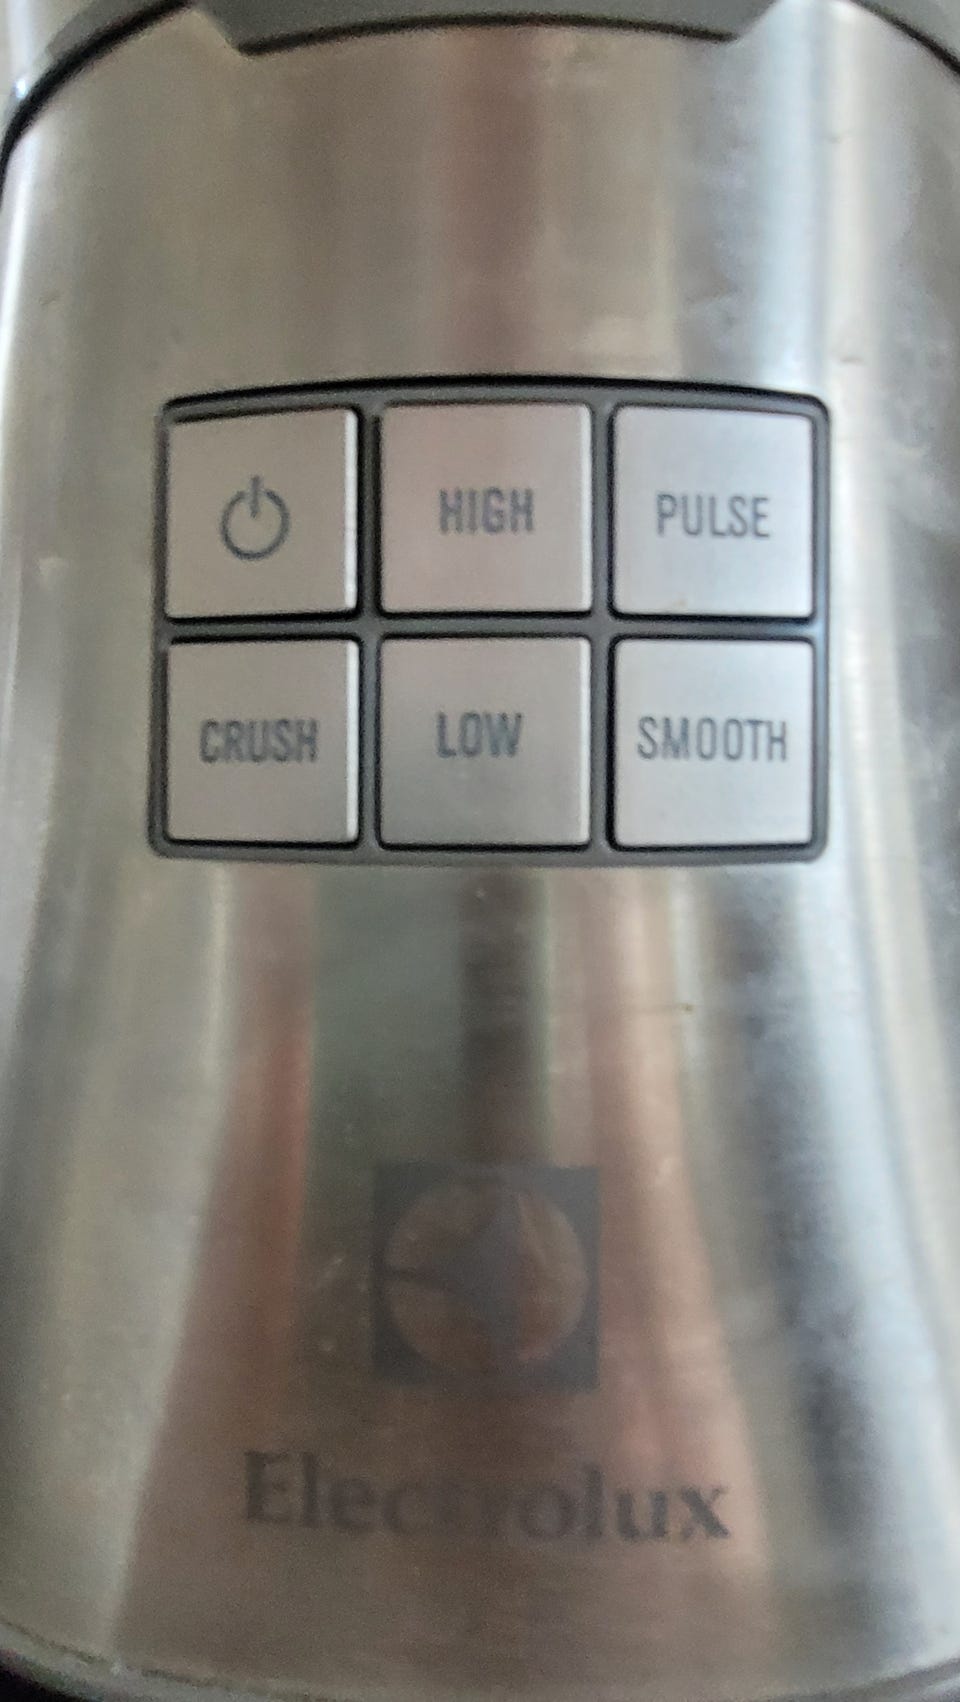 HIGH PULSE
CRUSH LOW SMOOTH
Electrolux